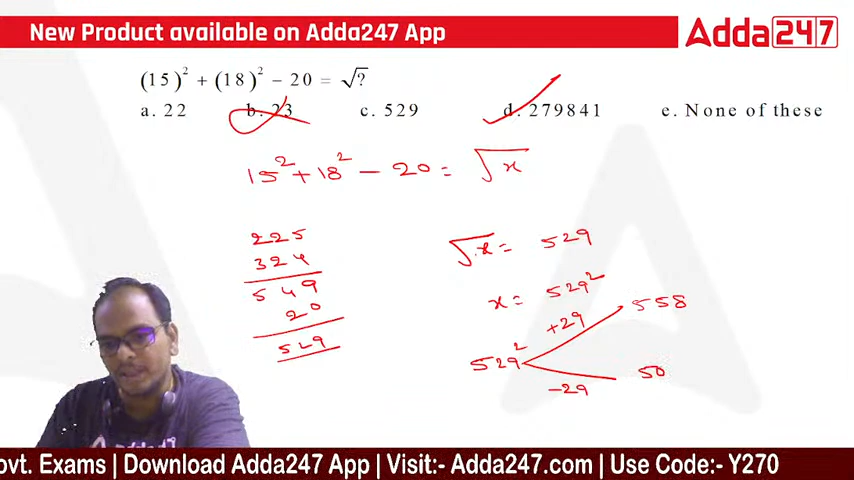 New Product available on Adda247 App
Adda247
(15)² + (18)² − 20 = √?
a. 22 b. 23 c. 529 d. 279841 e. None of these
15² + 18² − 20 = √x
225
324
549
20
529
√x = 529
x = 529²
529²
+29
558
−29
50
Adda247
ovt. Exams | Download Adda247 App | Visit:- Adda247.com | Use Code:- Y270